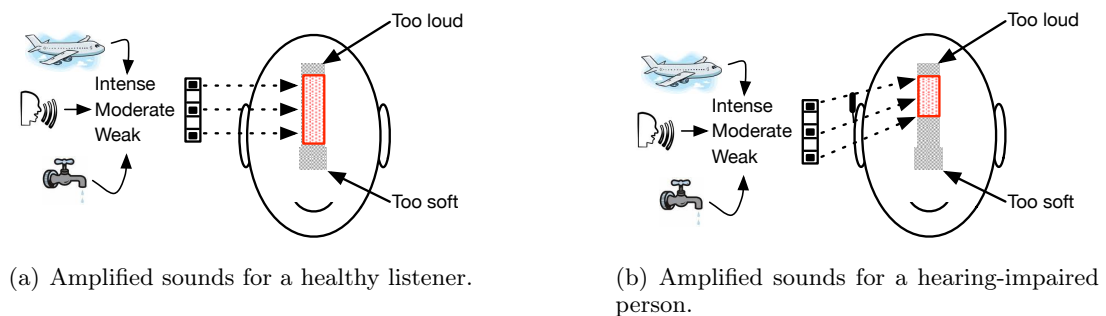 Too loud
Intense
Moderate
Weak
Too soft
(a) Amplified sounds for a healthy listener.
Too loud
Intense
Moderate
Weak
Too soft
(b) Amplified sounds for a hearing-impaired
person.